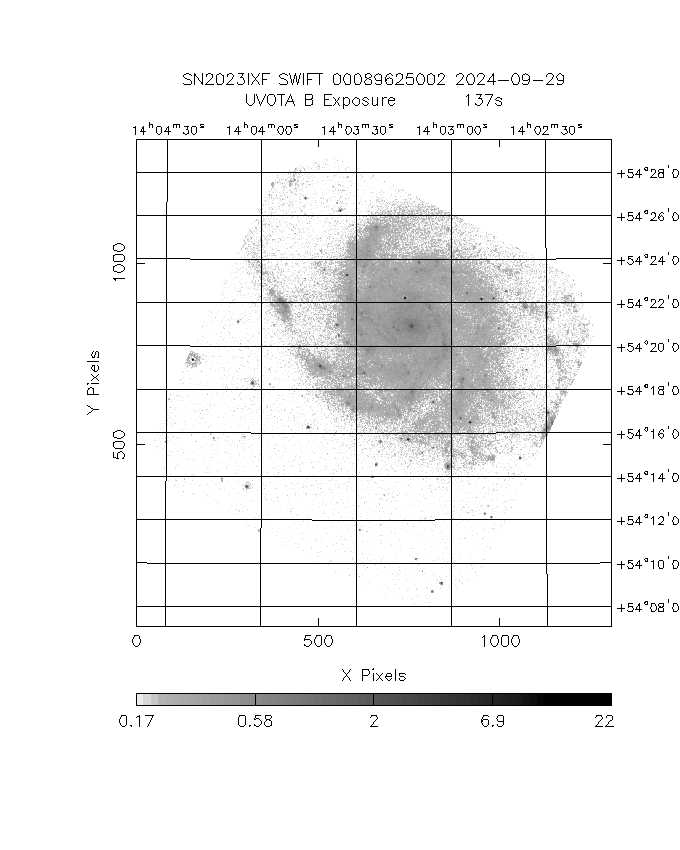 SN2023IXF SWIFT 00089625002 2024-09-29
UVOTA B Exposure 137s
14ʰ04ᵐ30ˢ 14ʰ04ᵐ00ˢ 14ʰ03ᵐ30ˢ 14ʰ03ᵐ00ˢ 14ʰ02ᵐ30ˢ
+54°28'0
+54°26'0
+54°24'0
+54°22'0
+54°20'0
+54°18'0
+54°16'0
+54°14'0
+54°12'0
+54°10'0
+54°08'0
1000
500
Y Pixels
0 500 1000
X Pixels
0.17 0.58 2 6.9 22